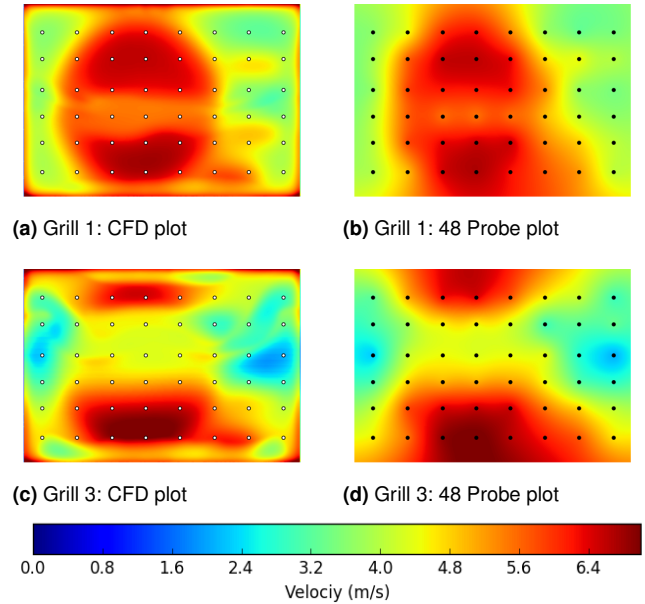 (a) Grill 1: CFD plot
(b) Grill 1: 48 Probe plot
(c) Grill 3: CFD plot
(d) Grill 3: 48 Probe plot
0.0 0.8 1.6 2.4 3.2 4.0 4.8 5.6 6.4
Velociy (m/s)